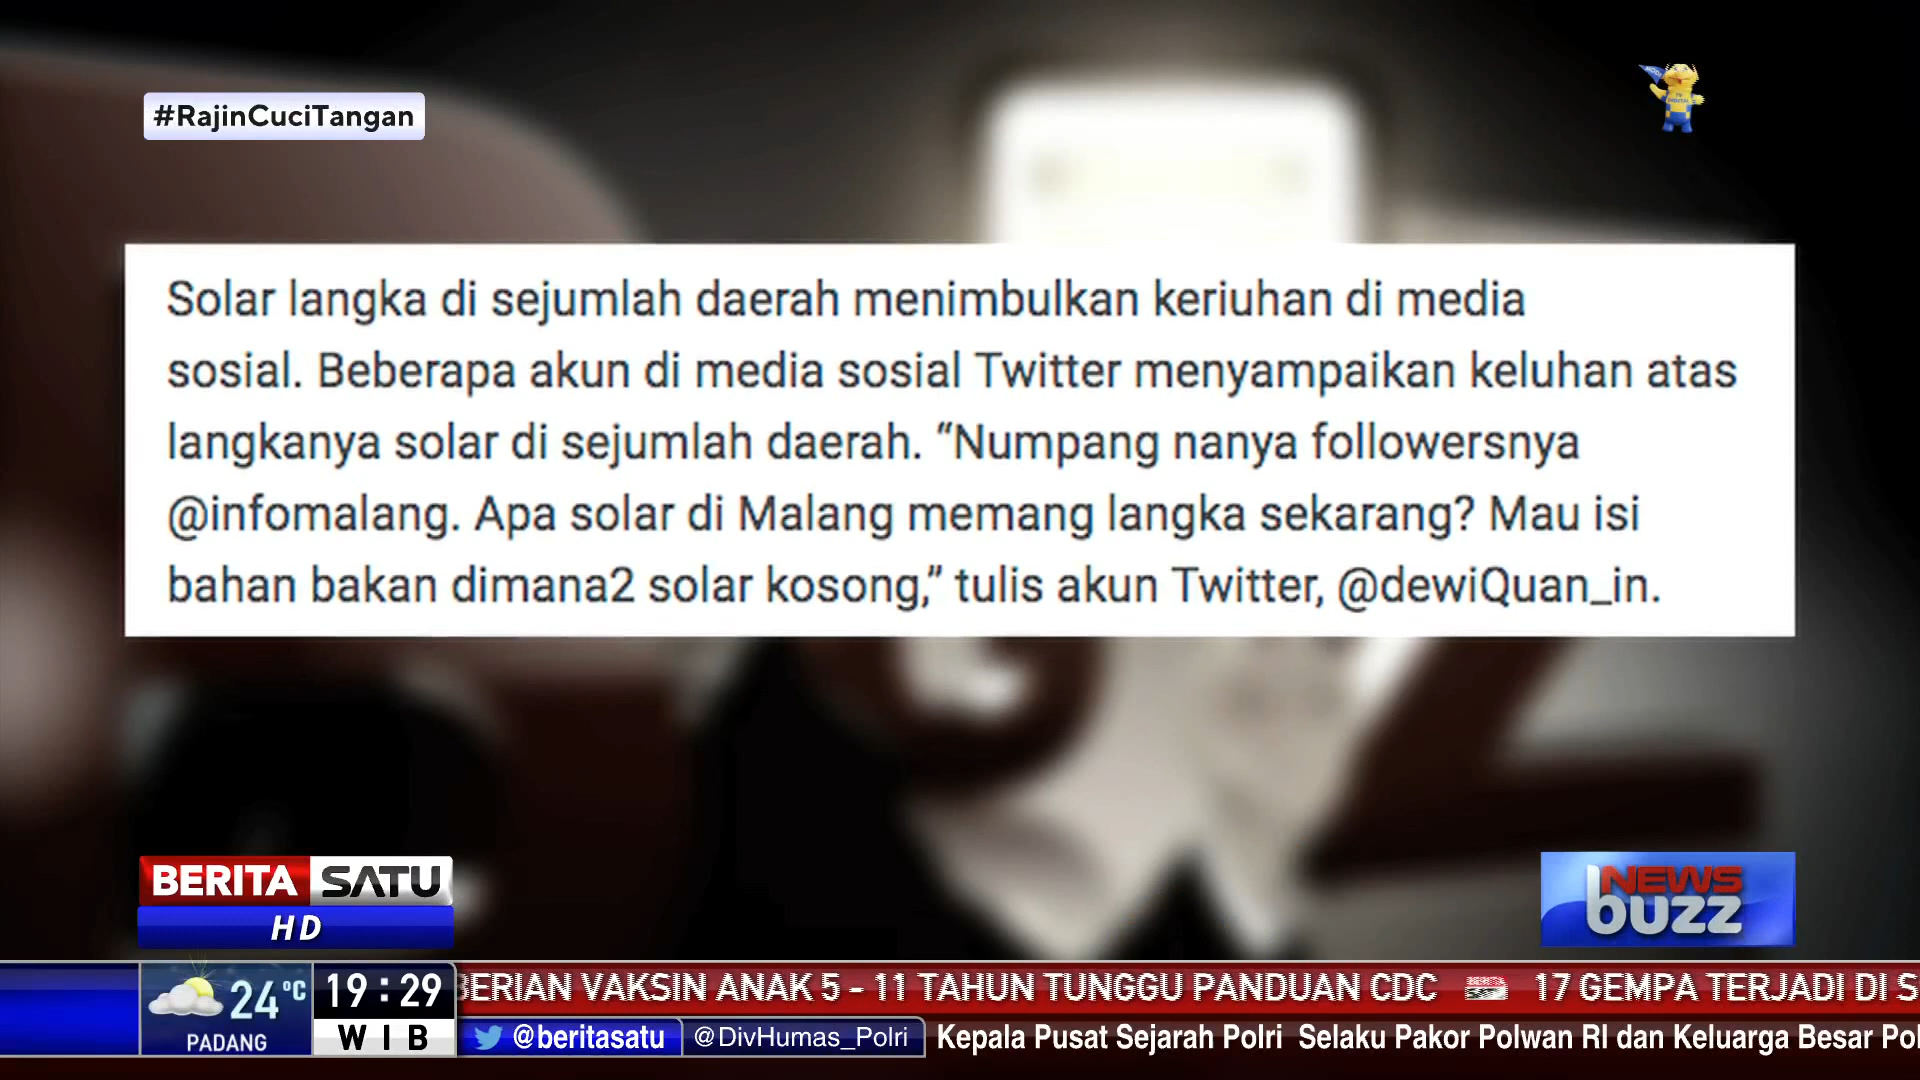 #RajinCuciTangan
Solar langka di sejumlah daerah menimbulkan keriuhan di media
sosial. Beberapa akun di media sosial Twitter menyampaikan keluhan atas
langkanya solar di sejumlah daerah. “Numpang nanya followersnya
@infomalang. Apa solar di Malang memang langka sekarang? Mau isi
bahan bakan dimana2 solar kosong,” tulis akun Twitter, @dewiQuan_in.
BERITA SATU
HD
NEWS
buzz
24°C
PADANG
19:29
WIB
BERIAN VAKSIN ANAK 5 - 11 TAHUN TUNGGU PANDUAN CDC 17 GEMPA TERJADI DI S
@beritasatu @DivHumas_Polri Kepala Pusat Sejarah Polri Selaku Pakor Polwan RI dan Keluarga Besar Pol